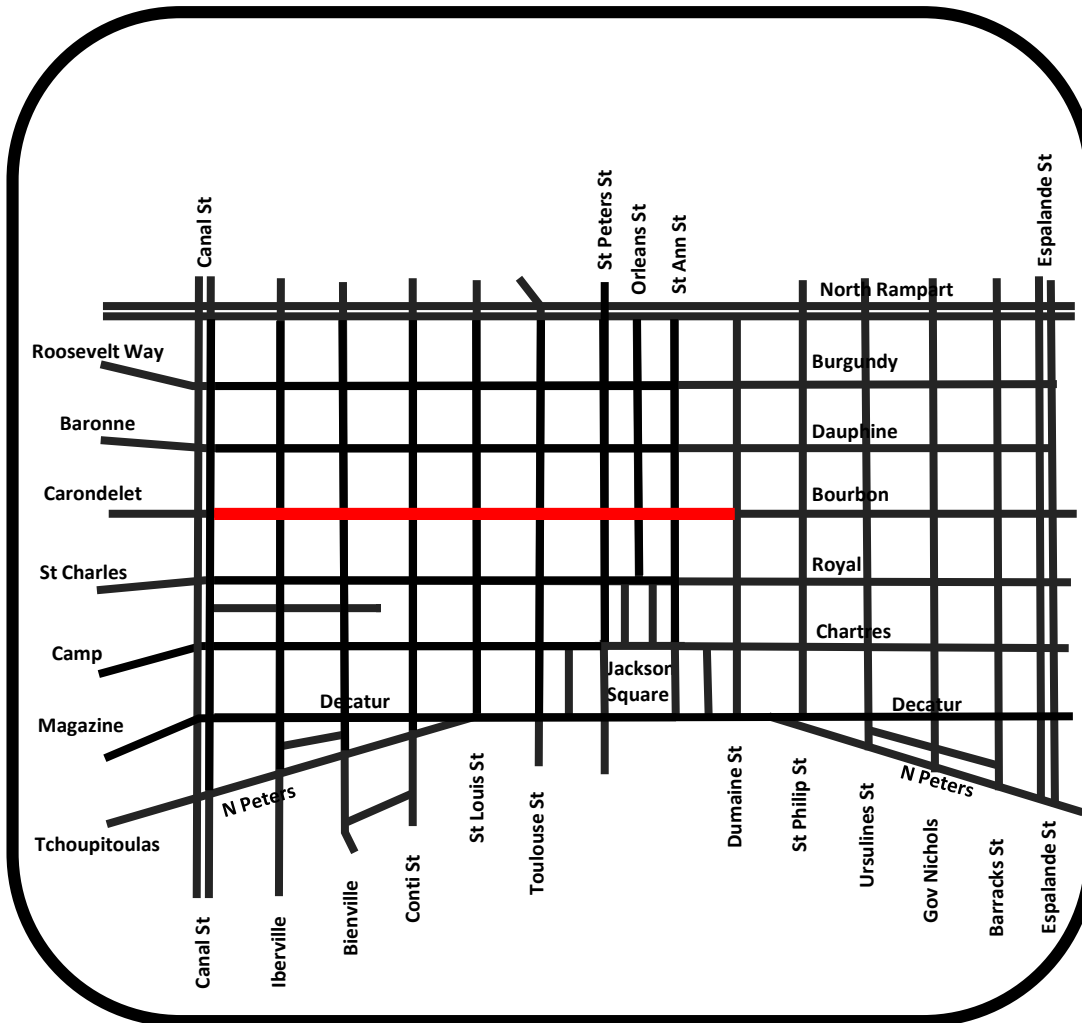 Canal St
St Peters St
Orleans St
St Ann St
Espalande St
North Rampart
Roosevelt Way
Burgundy
Baronne
Dauphine
Carondelet
Bourbon
St Charles
Royal
Camp
Chartres
Jackson
Square
Magazine
Decatur
Decatur
N Peters
N Peters
Tchoupitoulas
Canal St
Iberville
Bienville
Conti St
St Louis St
Toulouse St
Dumaine St
St Philip St
Ursulines St
Gov Nichols
Barracks St
Espalande St